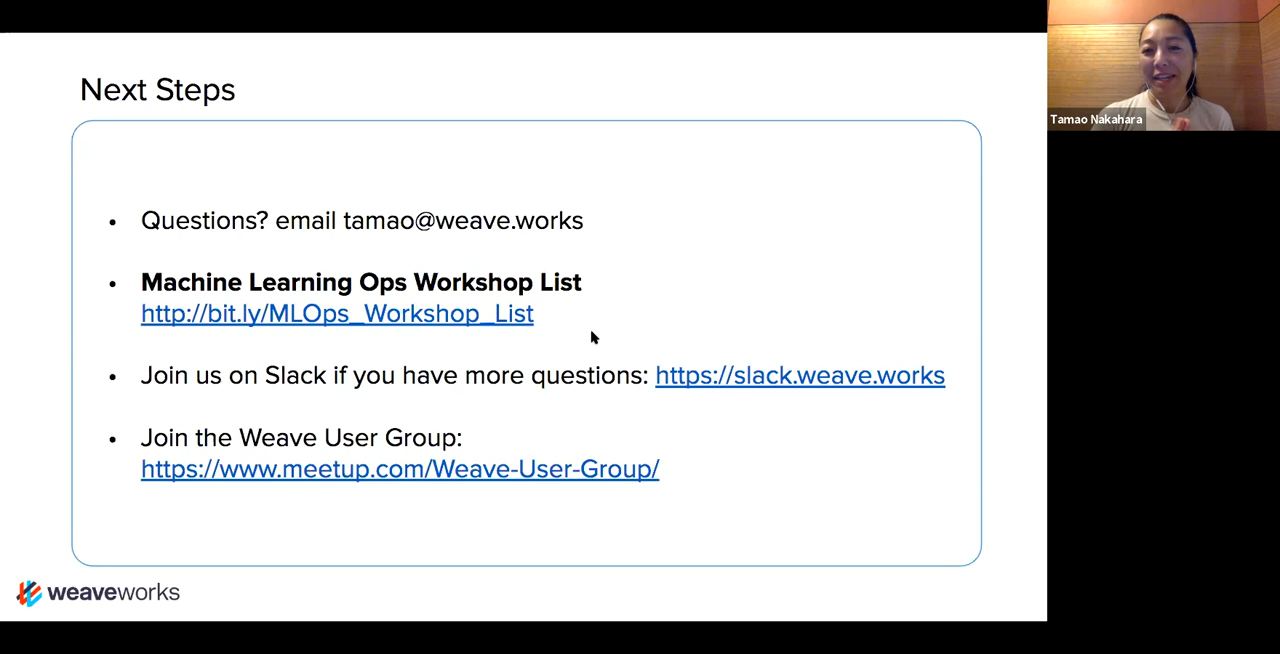 Next Steps
• Questions? email tamao@weave.works
• Machine Learning Ops Workshop List
http://bit.ly/MLOps_Workshop_List
• Join us on Slack if you have more questions: https://slack.weave.works
• Join the Weave User Group:
https://www.meetup.com/Weave-User-Group/
weaveworks
Tamao Nakahara